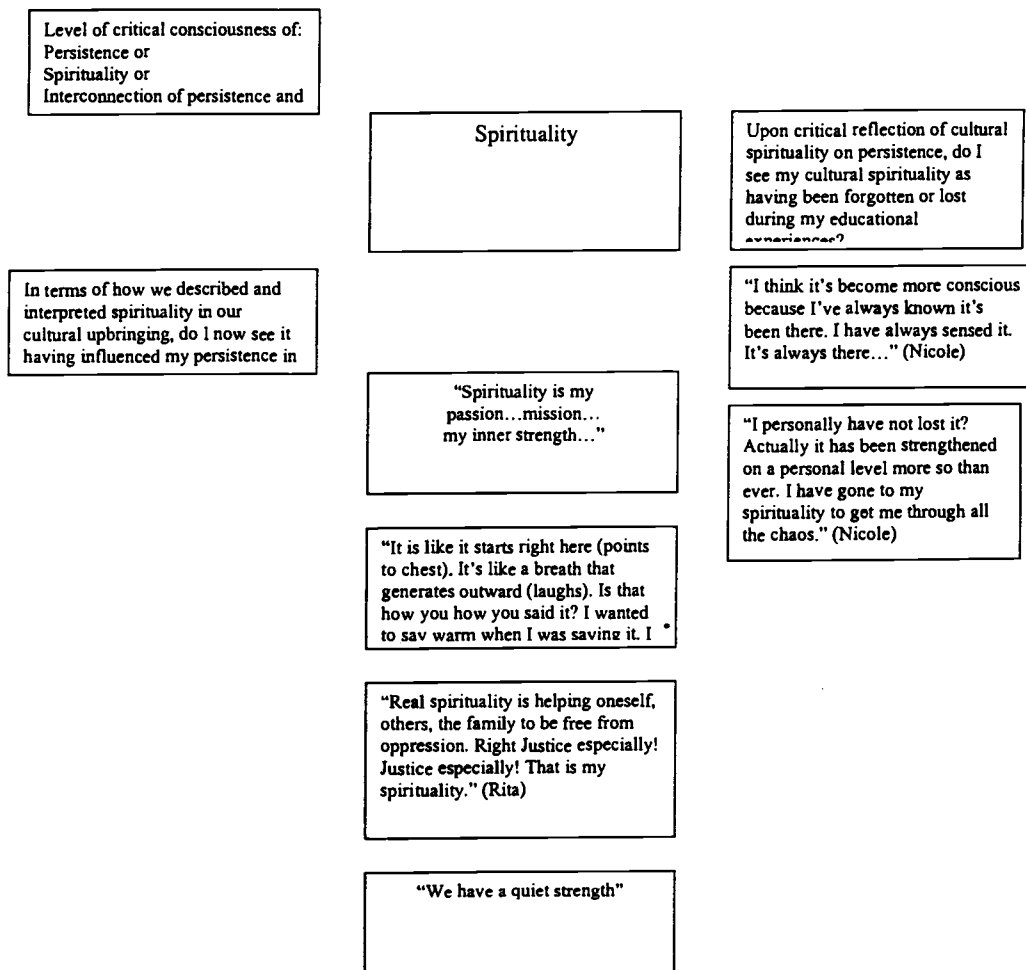 Level of critical consciousness of:
Persistence or
Spirituality or
Interconnection of persistence and
Spirituality
Upon critical reflection of cultural
spirituality on persistence, do I
see my cultural spirituality as
having been forgotten or lost
during my educational
experiences?
In terms of how we described and
interpreted spirituality in our
cultural upbringing, do I now see it
having influenced my persistence in
“I think it’s become more conscious
because I’ve always known it’s
been there. I have always sensed it.
It’s always there…” (Nicole)
“Spirituality is my
passion…mission…
my inner strength…”
“I personally have not lost it?
Actually it has been strengthened
on a personal level more so than
ever. I have gone to my
spirituality to get me through all
the chaos.” (Nicole)
“It is like it starts right here (points
to chest). It’s like a breath that
generates outward (laughs). Is that
how you how you said it? I wanted
to say warm when I was saying it. I
“Real spirituality is helping oneself,
others, the family to be free from
oppression. Right Justice especially!
Justice especially! That is my
spirituality.” (Rita)
“We have a quiet strength”